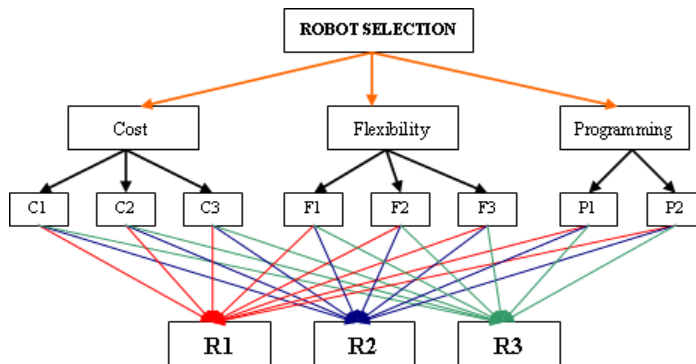 ROBOT SELECTION
Cost
Flexibility
Programming
C1
C2
C3
F1
F2
F3
P1
P2
R1
R2
R3